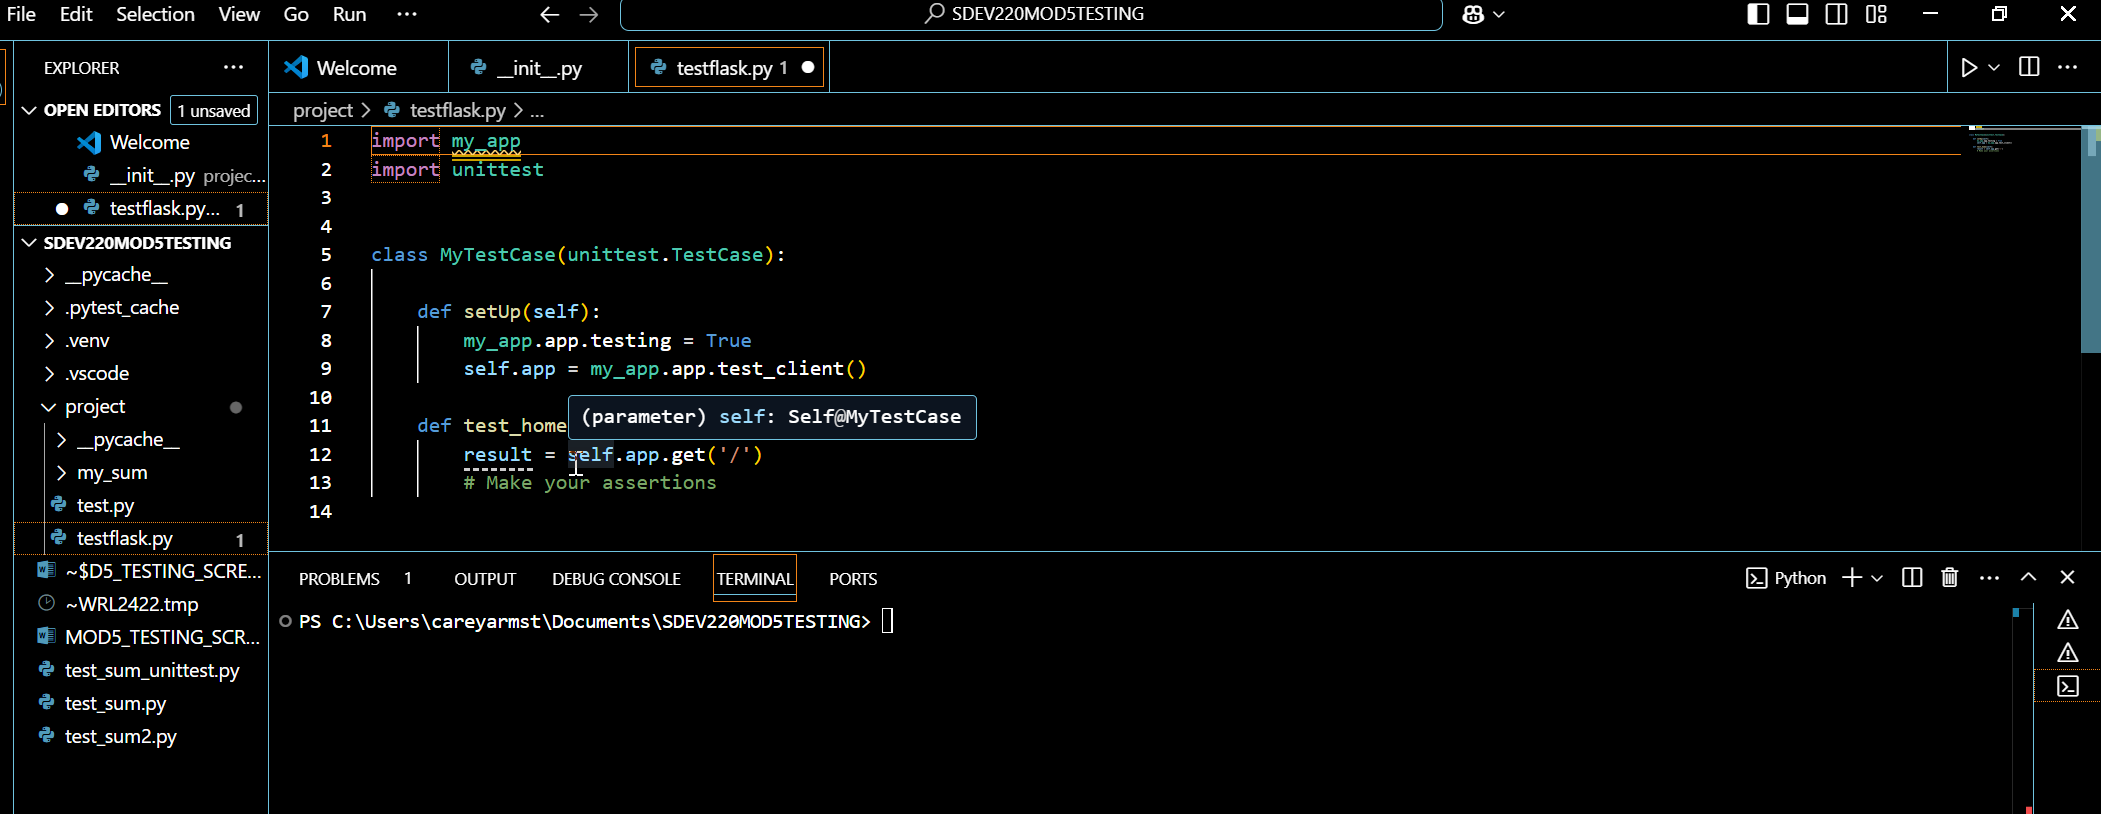 File Edit Selection View Go Run ··· SDEV220MOD5TESTING
EXPLORER ···
OPEN EDITORS 1 unsaved
Welcome
__init__.py projec...
testflask.py... 1
SDEV220MOD5TESTING
__pycache__
.pytest_cache
.venv
.vscode
project
__pycache__
my_sum
test.py
testflask.py 1
~$D5_TESTING_SCRE...
~WRL2422.tmp
MOD5_TESTING_SCR...
test_sum_unittest.py
test_sum.py
test_sum2.py
Welcome __init__.py testflask.py 1
project > testflask.py > ...
1 import my_app
2 import unittest
3
4
5 class MyTestCase(unittest.TestCase):
6
7 def setUp(self):
8 my_app.app.testing = True
9 self.app = my_app.app.test_client()
10
(parameter) self: Self@MyTestCase
11 def test_home
12 result = self.app.get('/')
13 # Make your assertions
14
PROBLEMS 1 OUTPUT DEBUG CONSOLE TERMINAL PORTS Python
PS C:\Users\careyarmst\Documents\SDEV220MOD5TESTING>